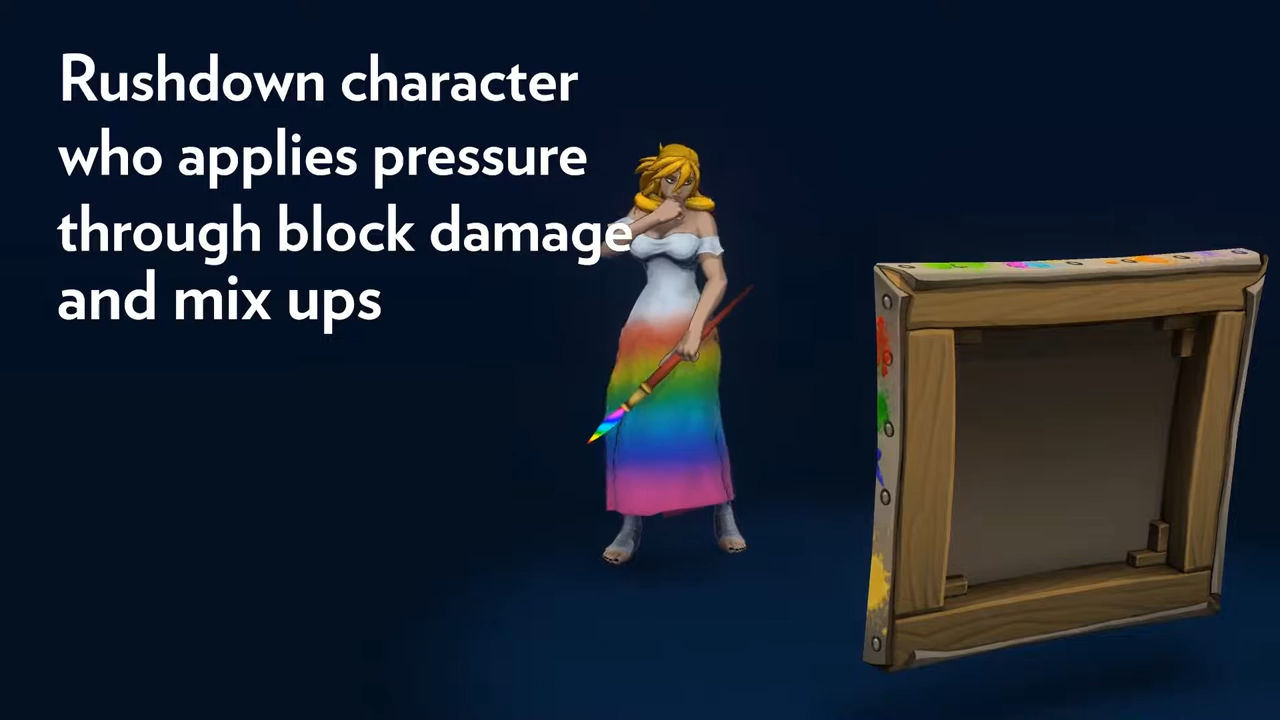 Rushdown character
who applies pressure
through block damage
and mix ups